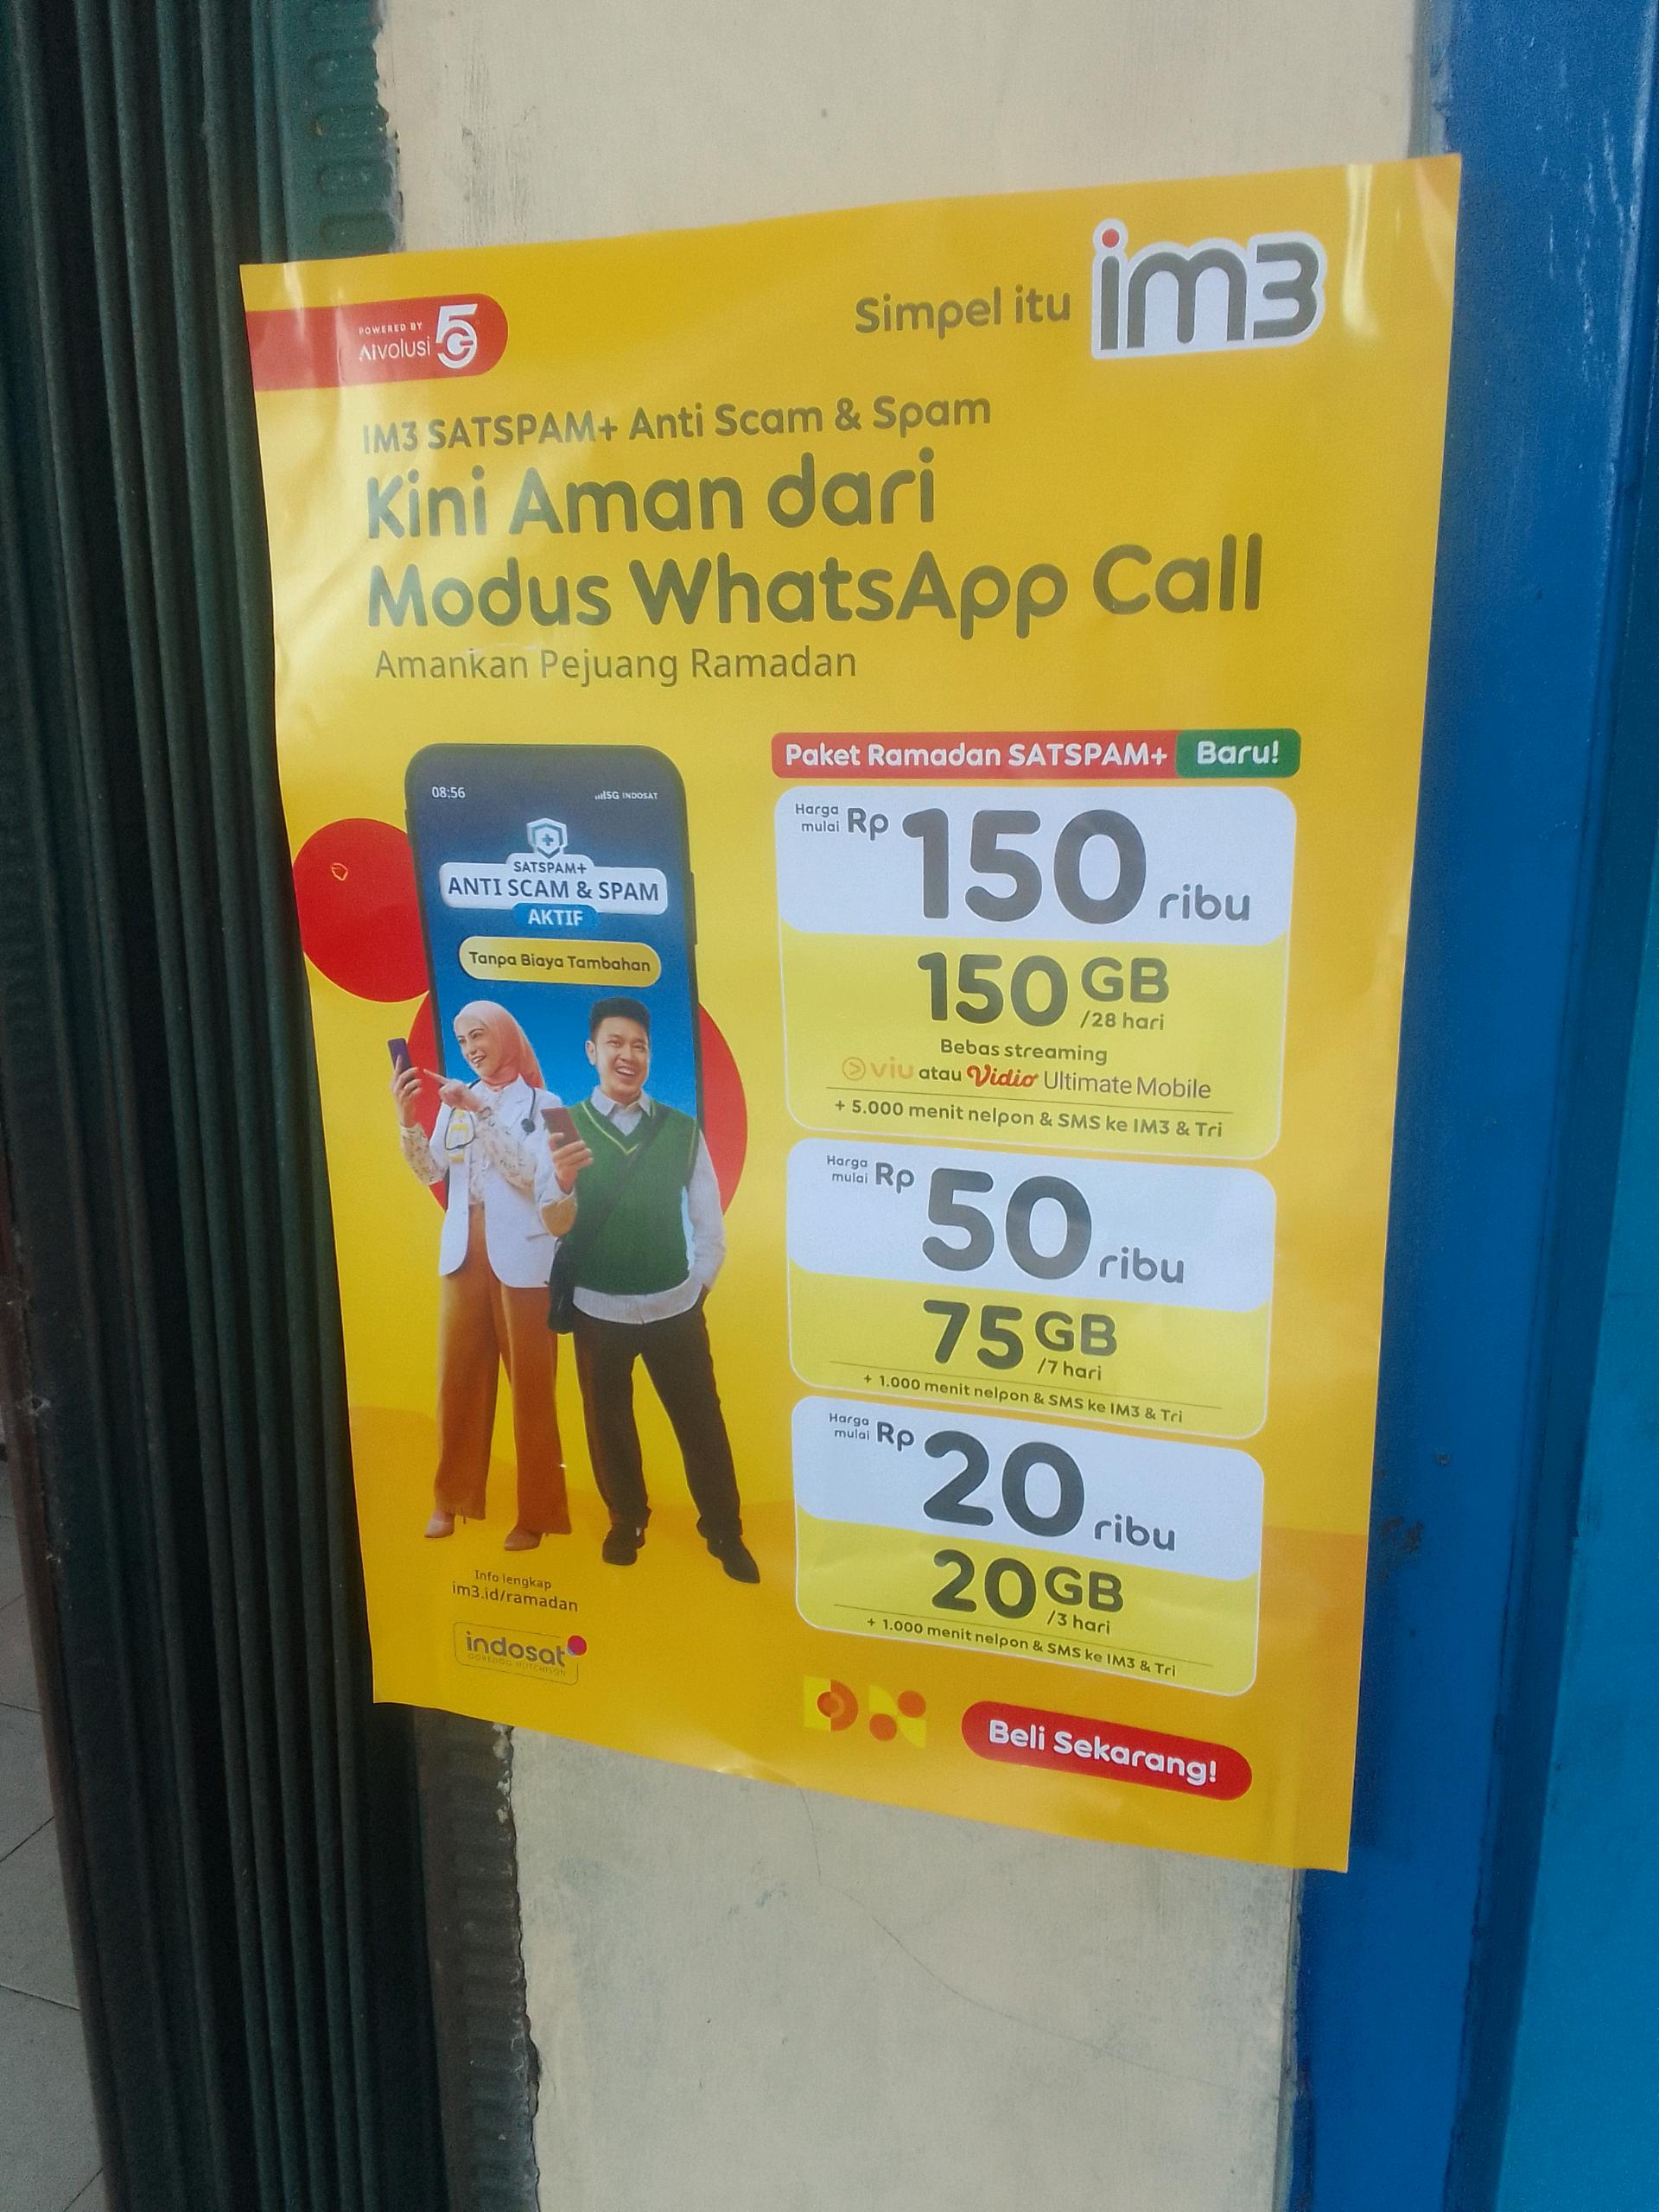 POWERED BY
AIvolusi 5G
Simpel itu im3
IM3 SATSPAM+ Anti Scam & Spam
Kini Aman dari
Modus WhatsApp Call
Amankan Pejuang Ramadan
08:56
5G INDOSAT
SATSPAM+
ANTI SCAM & SPAM
AKTIF
Tanpa Biaya Tambahan
Paket Ramadan SATSPAM+ Baru!
Harga mulai Rp 150 ribu
150 GB /28 hari
Bebas streaming
viu atau Vidio Ultimate Mobile
+ 5.000 menit nelpon & SMS ke IM3 & Tri
Harga mulai Rp 50 ribu
75 GB /7 hari
+ 1.000 menit nelpon & SMS ke IM3 & Tri
Harga mulai Rp 20 ribu
20 GB /3 hari
+ 1.000 menit nelpon & SMS ke IM3 & Tri
Info lengkap
im3.id/ramadan
indosat
OOREDOO HUTCHISON
Beli Sekarang!